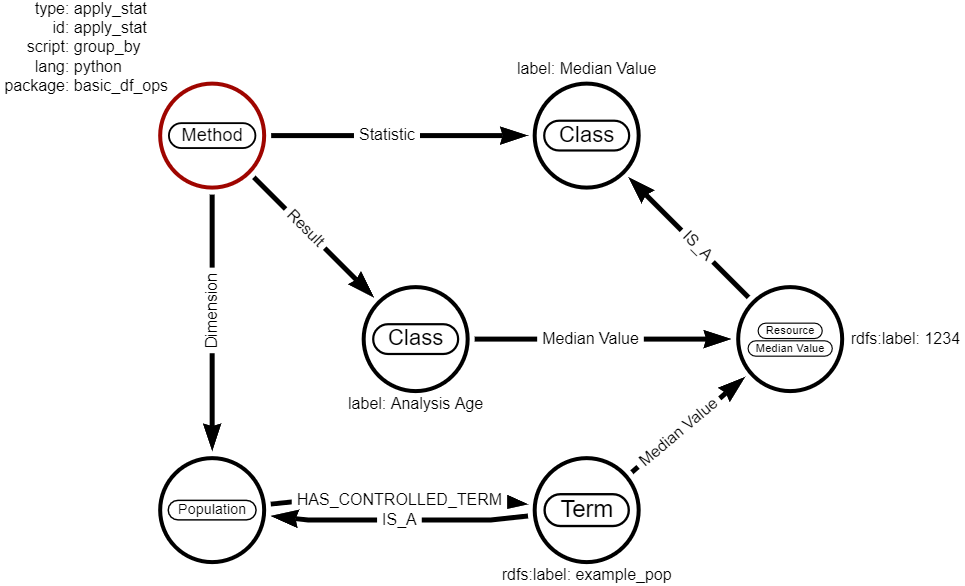 type: apply_stat
id: apply_stat
script: group_by
lang: python
package: basic_df_ops
label: Median Value
Method
Statistic
Class
Result
IS_A
Dimension
Class
Median Value
Resource
Median Value
rdfs:label: 1234
label: Analysis Age
Median Value
Population
HAS_CONTROLLED_TERM
IS_A
Term
rdfs:label: example_pop